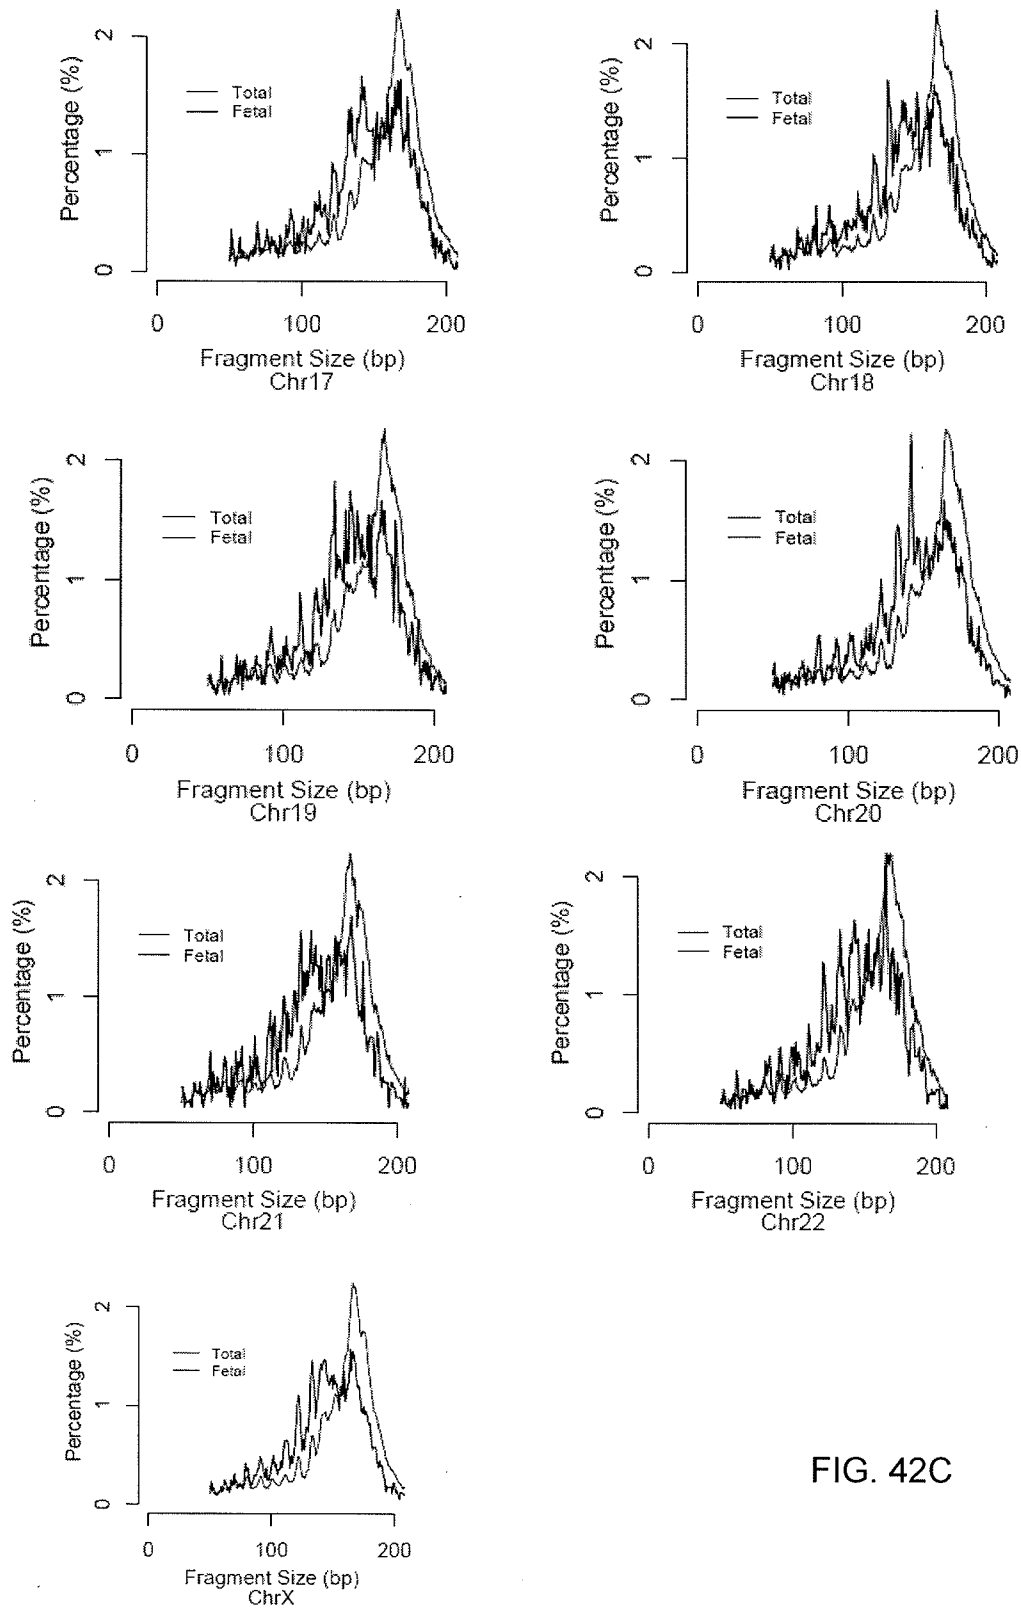 Percentage (%)
2
1
0
Total
Fetal
0 100 200
Fragment Size (bp)
Chr17
Percentage (%)
2
1
0
Total
Fetal
0 100 200
Fragment Size (bp)
Chr18
Percentage (%)
2
1
0
Total
Fetal
0 100 200
Fragment Size (bp)
Chr19
Percentage (%)
2
1
0
Total
Fetal
0 100 200
Fragment Size (bp)
Chr20
Percentage (%)
2
1
0
Total
Fetal
0 100 200
Fragment Size (bp)
Chr21
Percentage (%)
2
1
0
Total
Fetal
0 100 200
Fragment Size (bp)
Chr22
Percentage (%)
2
1
0
Total
Fetal
0 100 200
Fragment Size (bp)
ChrX
FIG. 42C